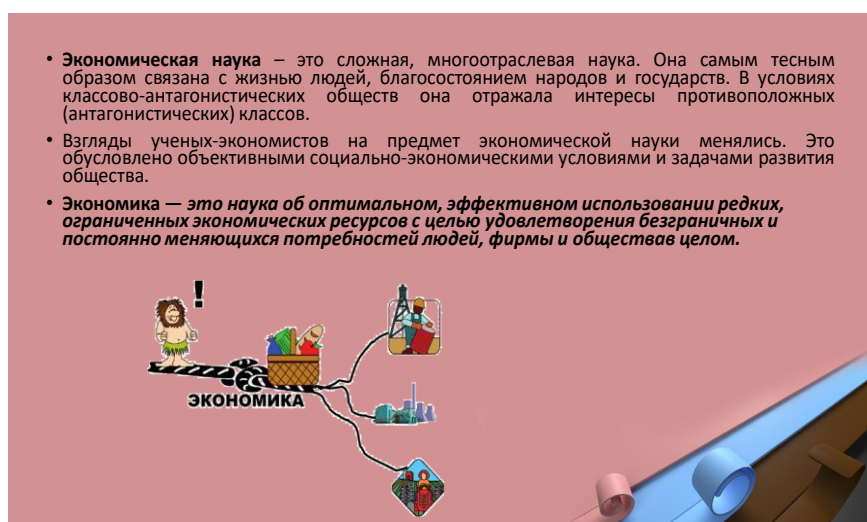 • Экономическая наука – это сложная, многоотраслевая наука. Она самым тесным
образом связана с жизнью людей, благосостоянием народов и государств. В условиях
классово-антагонистических обществ она отражала интересы противоположных
(антагонистических) классов.
• Взгляды ученых-экономистов на предмет экономической науки менялись. Это
обусловлено объективными социально-экономическими условиями и задачами развития
общества.
• Экономика — это наука об оптимальном, эффективном использовании редких,
ограниченных экономических ресурсов с целью удовлетворения безграничных и
постоянно меняющихся потребностей людей, фирмы и обществав целом.
!
ЭКОНОМИКА